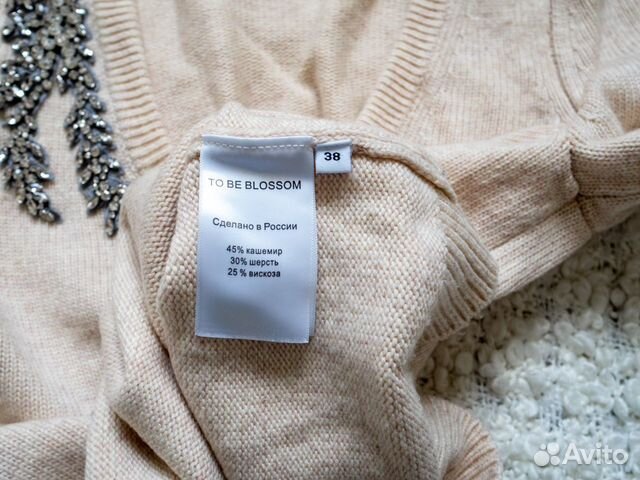 TO BE BLOSSOM
38
Сделано в России
45% кашемир
30% шерсть
25% вискоза
Avito